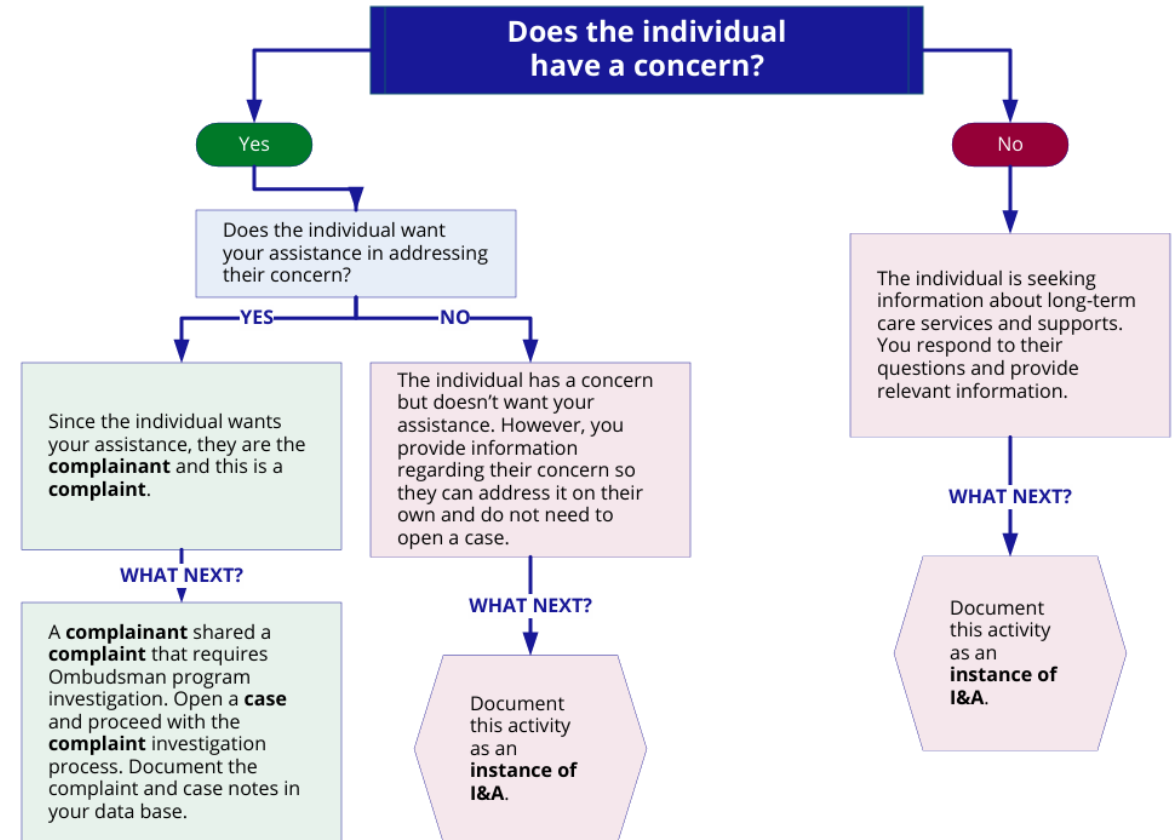 Does the individual
have a concern?
Yes
No
Does the individual want
your assistance in addressing
their concern?
YES
NO
Since the individual wants
your assistance, they are the
complainant and this is a
complaint.
WHAT NEXT?
A complainant shared a
complaint that requires
Ombudsman program
investigation. Open a case
and proceed with the
complaint investigation
process. Document the
complaint and case notes in
your data base.
The individual has a concern
but doesn’t want your
assistance. However, you
provide information
regarding their concern so
they can address it on their
own and do not need to
open a case.
WHAT NEXT?
Document
this activity
as an
instance of
I&A.
The individual is seeking
information about long-term
care services and supports.
You respond to their
questions and provide
relevant information.
WHAT NEXT?
Document
this activity
as an
instance of
I&A.